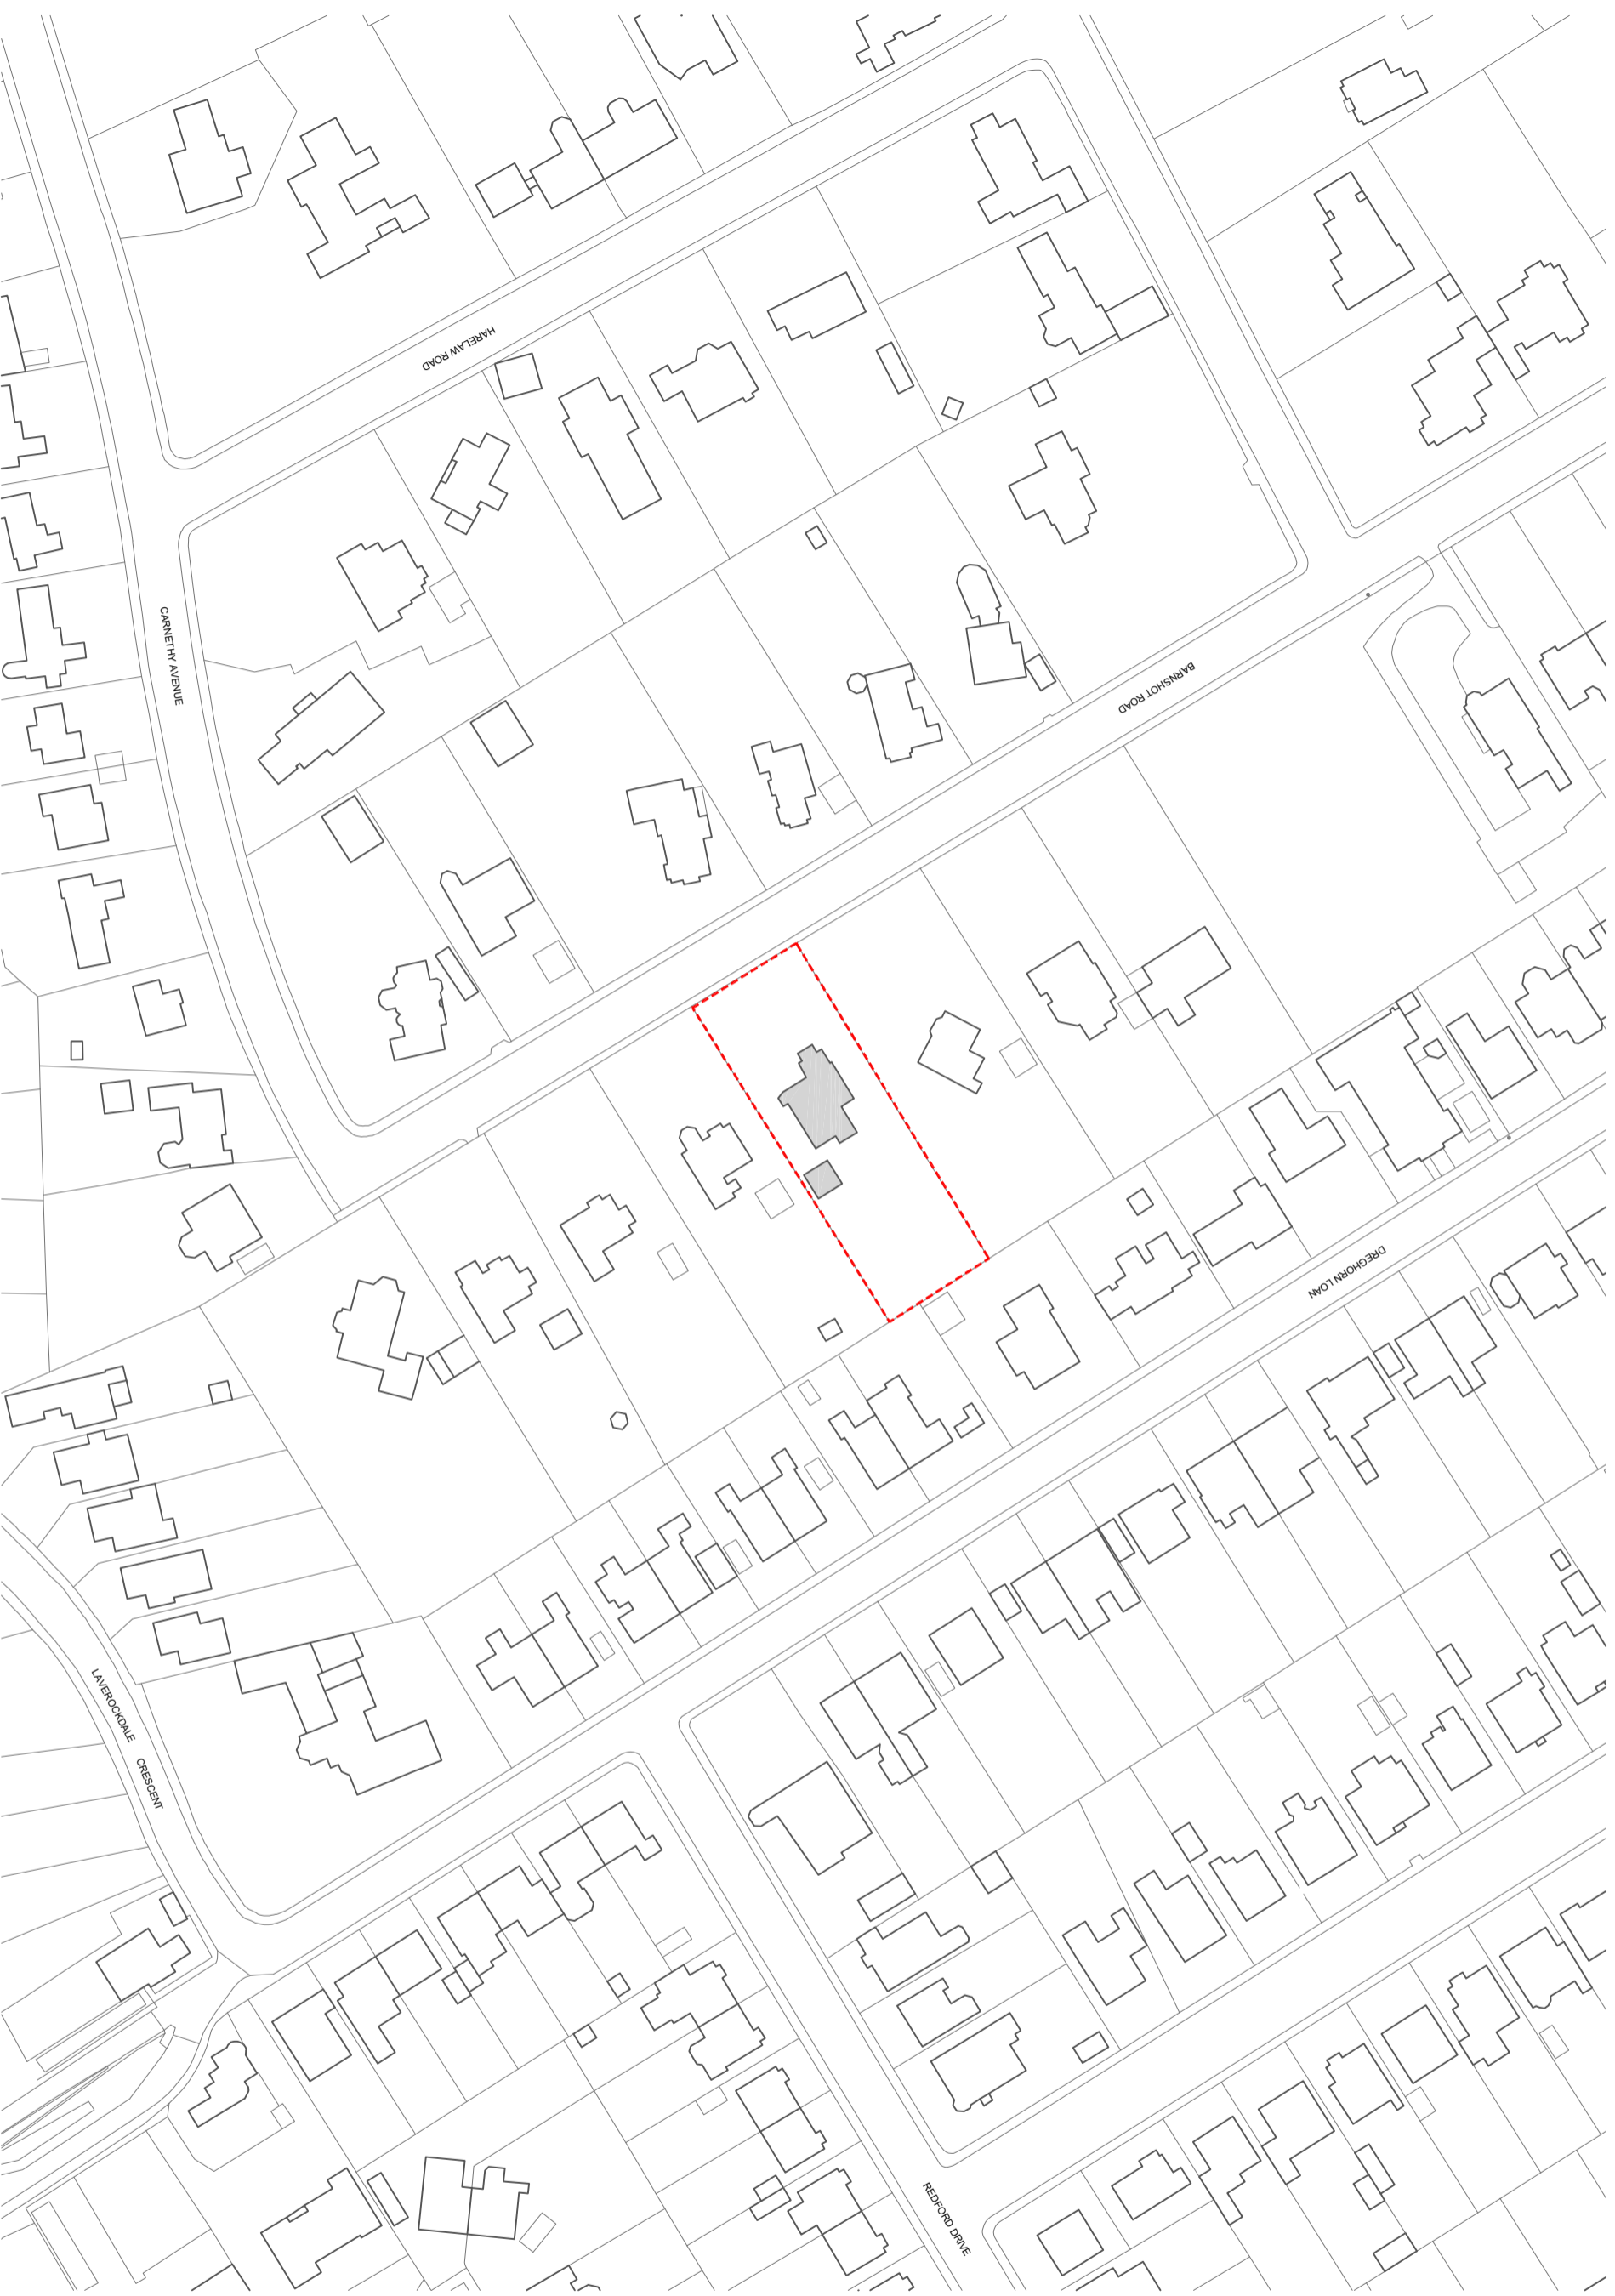 HARELAW ROAD
CARNETHY AVENUE
BARNSHOT ROAD
DREGHORN LOAN
LAVEROCKDALE CRESCENT
REDFORD DRIVE